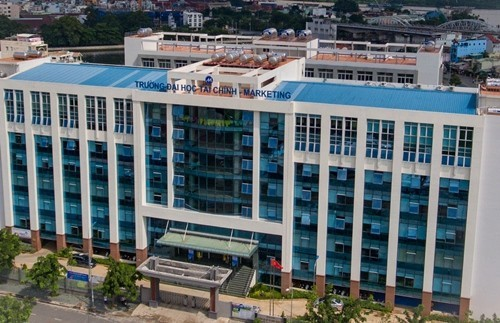 TRƯỜNG ĐẠI HỌC TÀI CHÍNH - MARKETING